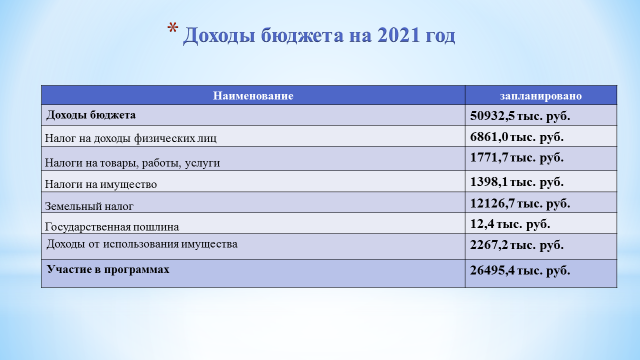 * Доходы бюджета на 2021 год
Наименование запланировано
Доходы бюджета 50932,5 тыс. руб.
Налог на доходы физических лиц 6861,0 тыс. руб.
Налоги на товары, работы, услуги 1771,7 тыс. руб.
Налоги на имущество 1398,1 тыс. руб.
Земельный налог 12126,7 тыс. руб.
Государственная пошлина 12,4 тыс. руб.
Доходы от использования имущества 2267,2 тыс. руб.
Участие в программах 26495,4 тыс. руб.